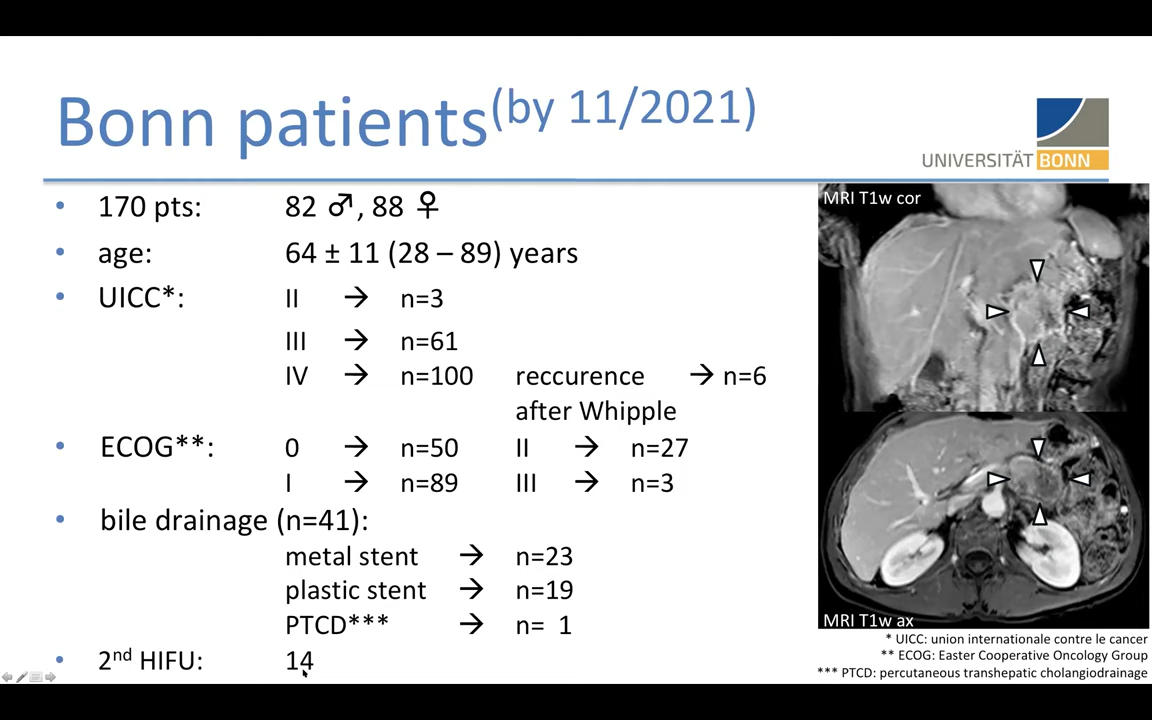 Bonn patients(by 11/2021)
UNIVERSITÄT BONN
• 170 pts: 82 ♂, 88 ♀
• age: 64 ± 11 (28 – 89) years
• UICC*: II → n=3
III → n=61
IV → n=100 reccurence → n=6
after Whipple
• ECOG**: 0 → n=50 II → n=27
I → n=89 III → n=3
• bile drainage (n=41):
metal stent → n=23
plastic stent → n=19
PTCD*** → n= 1
• 2nd HIFU: 14
MRI T1w cor
MRI T1w ax
* UICC: union internationale contre le cancer
** ECOG: Easter Cooperative Oncology Group
*** PTCD: percutaneous transhepatic cholangiodrainage